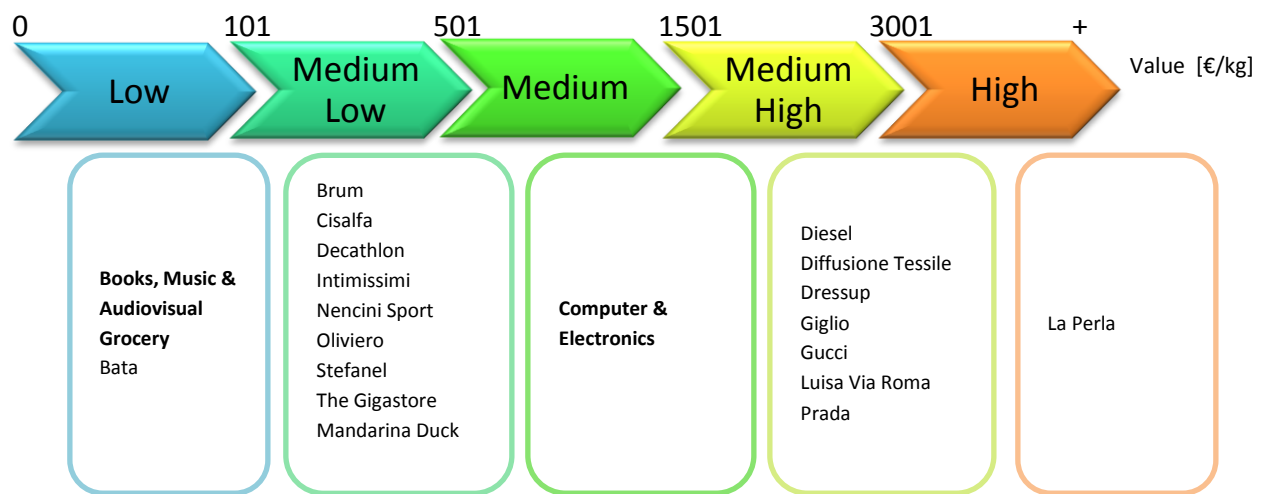 0
101
501
1501
3001
+
Value [€/kg]
Low
Medium
Low
Medium
Medium
High
High
Books, Music &
Audiovisual
Grocery
Bata
Brum
Cisalfa
Decathlon
Intimissimi
Nencini Sport
Oliviero
Stefanel
The Gigastore
Mandarina Duck
Computer &
Electronics
Diesel
Diffusione Tessile
Dressup
Giglio
Gucci
Luisa Via Roma
Prada
La Perla